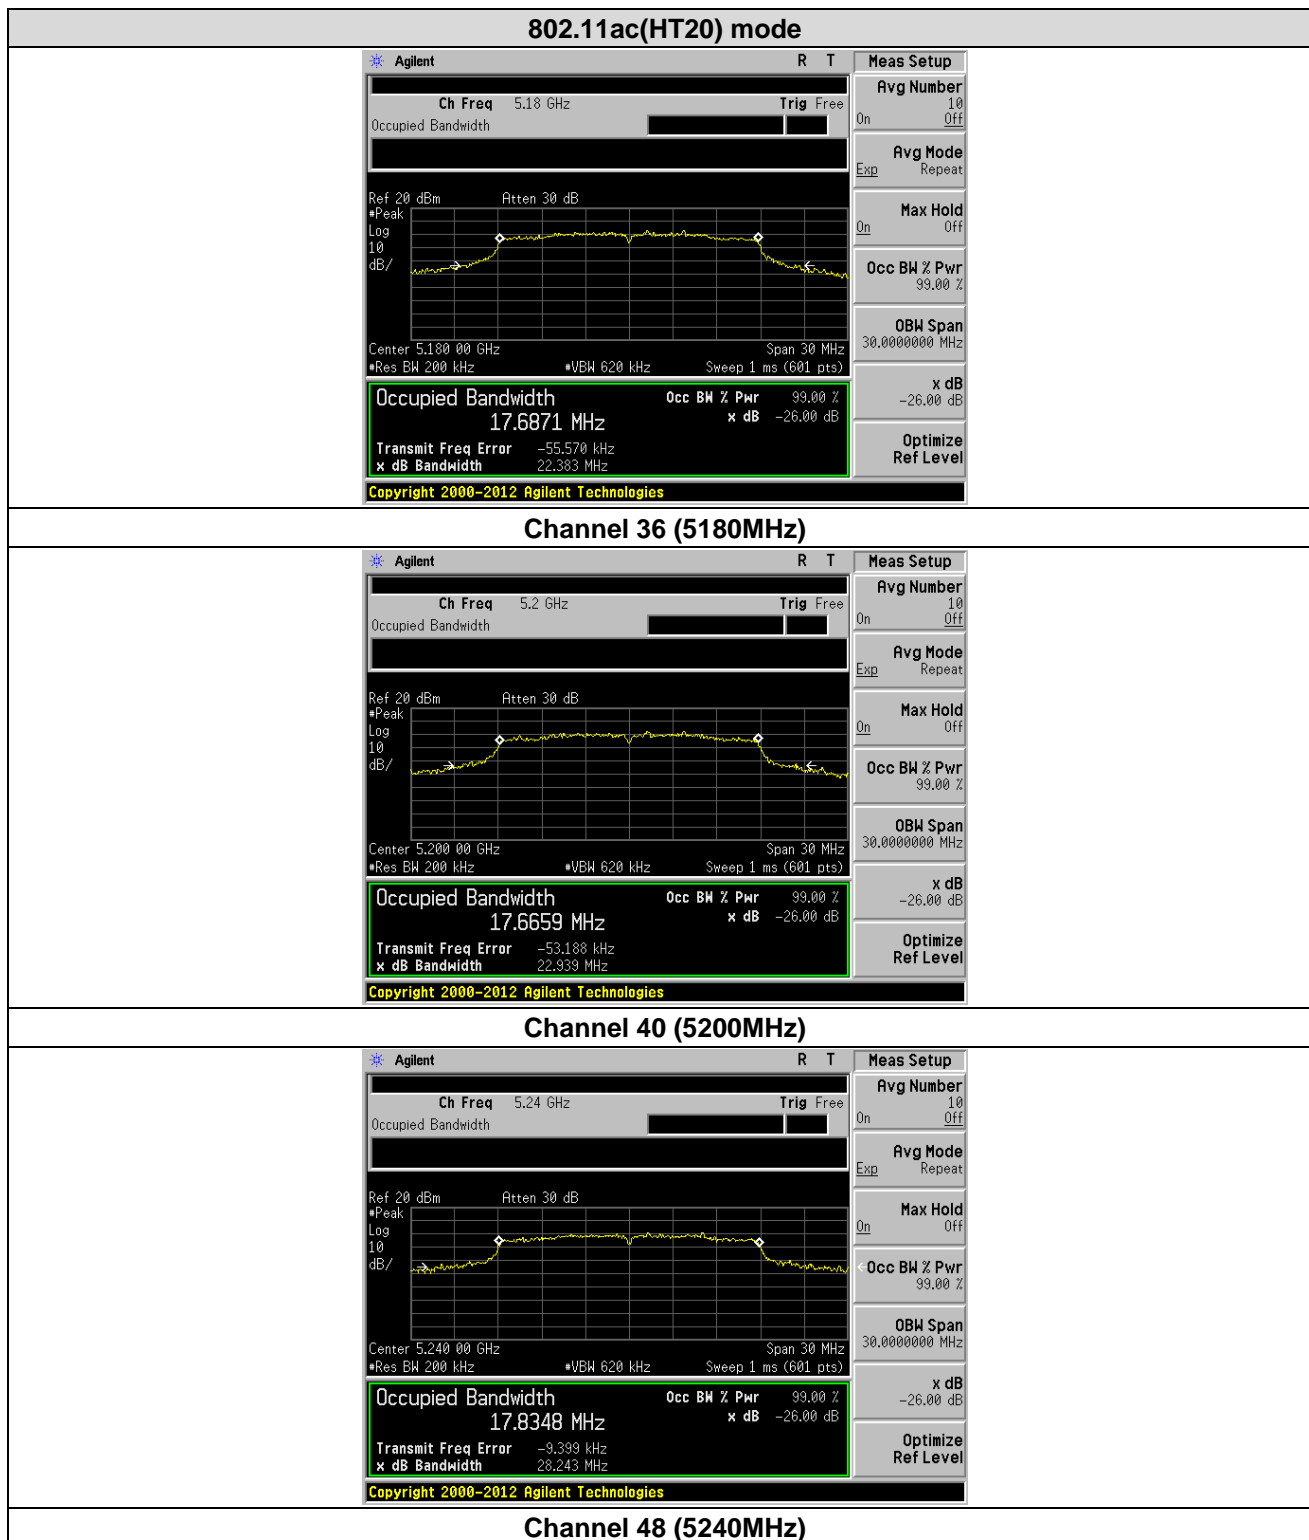 802.11ac(HT20) mode
Agilent R T Meas Setup
Avg Number
10
On Off
Ch Freq 5.18 GHz Trig Free
Occupied Bandwidth
Avg Mode
Exp Repeat
Ref 20 dBm Atten 30 dB
#Peak
Log
10
dB/
Max Hold
On Off
Occ BW % Pwr
99.00 %
OBW Span
30.0000000 MHz
Center 5.180 00 GHz Span 30 MHz
#Res BW 200 kHz #VBW 620 kHz Sweep 1 ms (601 pts)
x dB
-26.00 dB
Occupied Bandwidth Occ BW % Pwr 99.00 %
17.6871 MHz x dB -26.00 dB
Transmit Freq Error -55.570 kHz
x dB Bandwidth 22.383 MHz
Optimize
Ref Level
Copyright 2000-2012 Agilent Technologies
Channel 36 (5180MHz)
Agilent R T Meas Setup
Avg Number
10
On Off
Ch Freq 5.2 GHz Trig Free
Occupied Bandwidth
Avg Mode
Exp Repeat
Ref 20 dBm Atten 30 dB
#Peak
Log
10
dB/
Max Hold
On Off
Occ BW % Pwr
99.00 %
OBW Span
30.0000000 MHz
Center 5.200 00 GHz Span 30 MHz
#Res BW 200 kHz #VBW 620 kHz Sweep 1 ms (601 pts)
x dB
-26.00 dB
Occupied Bandwidth Occ BW % Pwr 99.00 %
17.6659 MHz x dB -26.00 dB
Transmit Freq Error -53.188 kHz
x dB Bandwidth 22.939 MHz
Optimize
Ref Level
Copyright 2000-2012 Agilent Technologies
Channel 40 (5200MHz)
Agilent R T Meas Setup
Avg Number
10
On Off
Ch Freq 5.24 GHz Trig Free
Occupied Bandwidth
Avg Mode
Exp Repeat
Ref 20 dBm Atten 30 dB
#Peak
Log
10
dB/
Max Hold
On Off
Occ BW % Pwr
99.00 %
OBW Span
30.0000000 MHz
Center 5.240 00 GHz Span 30 MHz
#Res BW 200 kHz #VBW 620 kHz Sweep 1 ms (601 pts)
x dB
-26.00 dB
Occupied Bandwidth Occ BW % Pwr 99.00 %
17.8348 MHz x dB -26.00 dB
Transmit Freq Error -9.399 kHz
x dB Bandwidth 28.243 MHz
Optimize
Ref Level
Copyright 2000-2012 Agilent Technologies
Channel 48 (5240MHz)